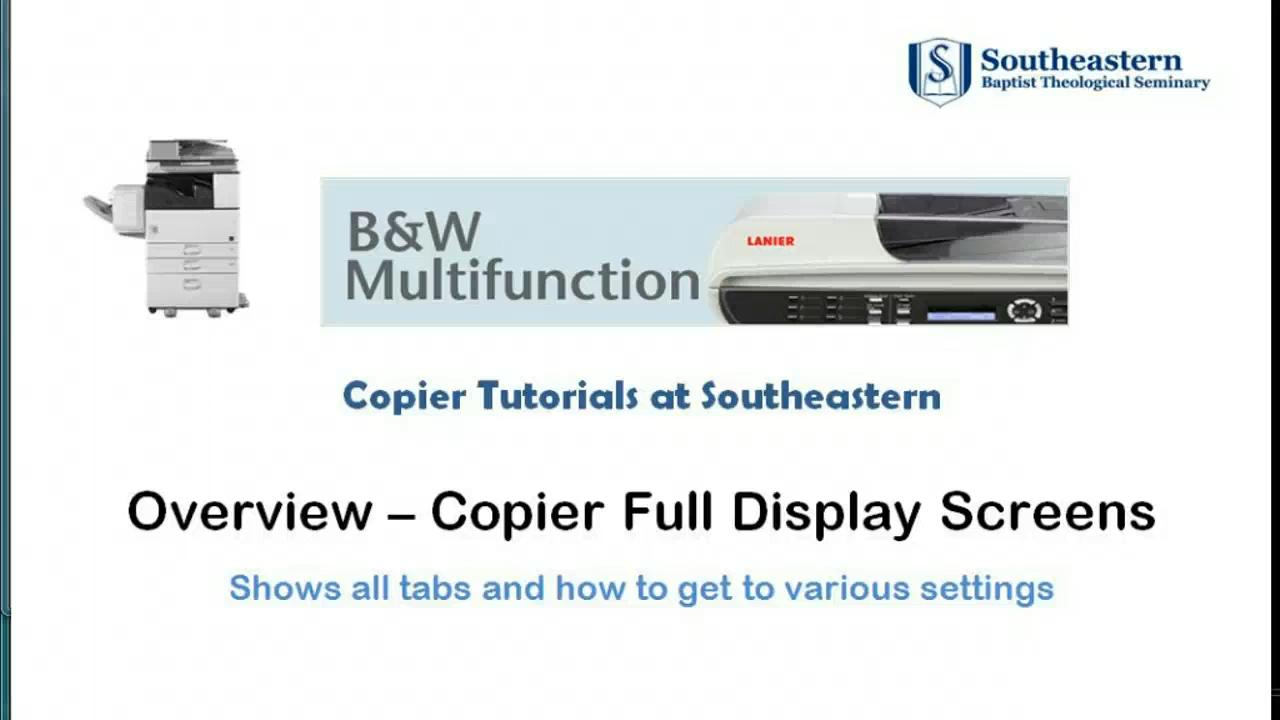 Southeastern
Baptist Theological Seminary
B&W
Multifunction
LANIER
Copier Tutorials at Southeastern
Overview – Copier Full Display Screens
Shows all tabs and how to get to various settings